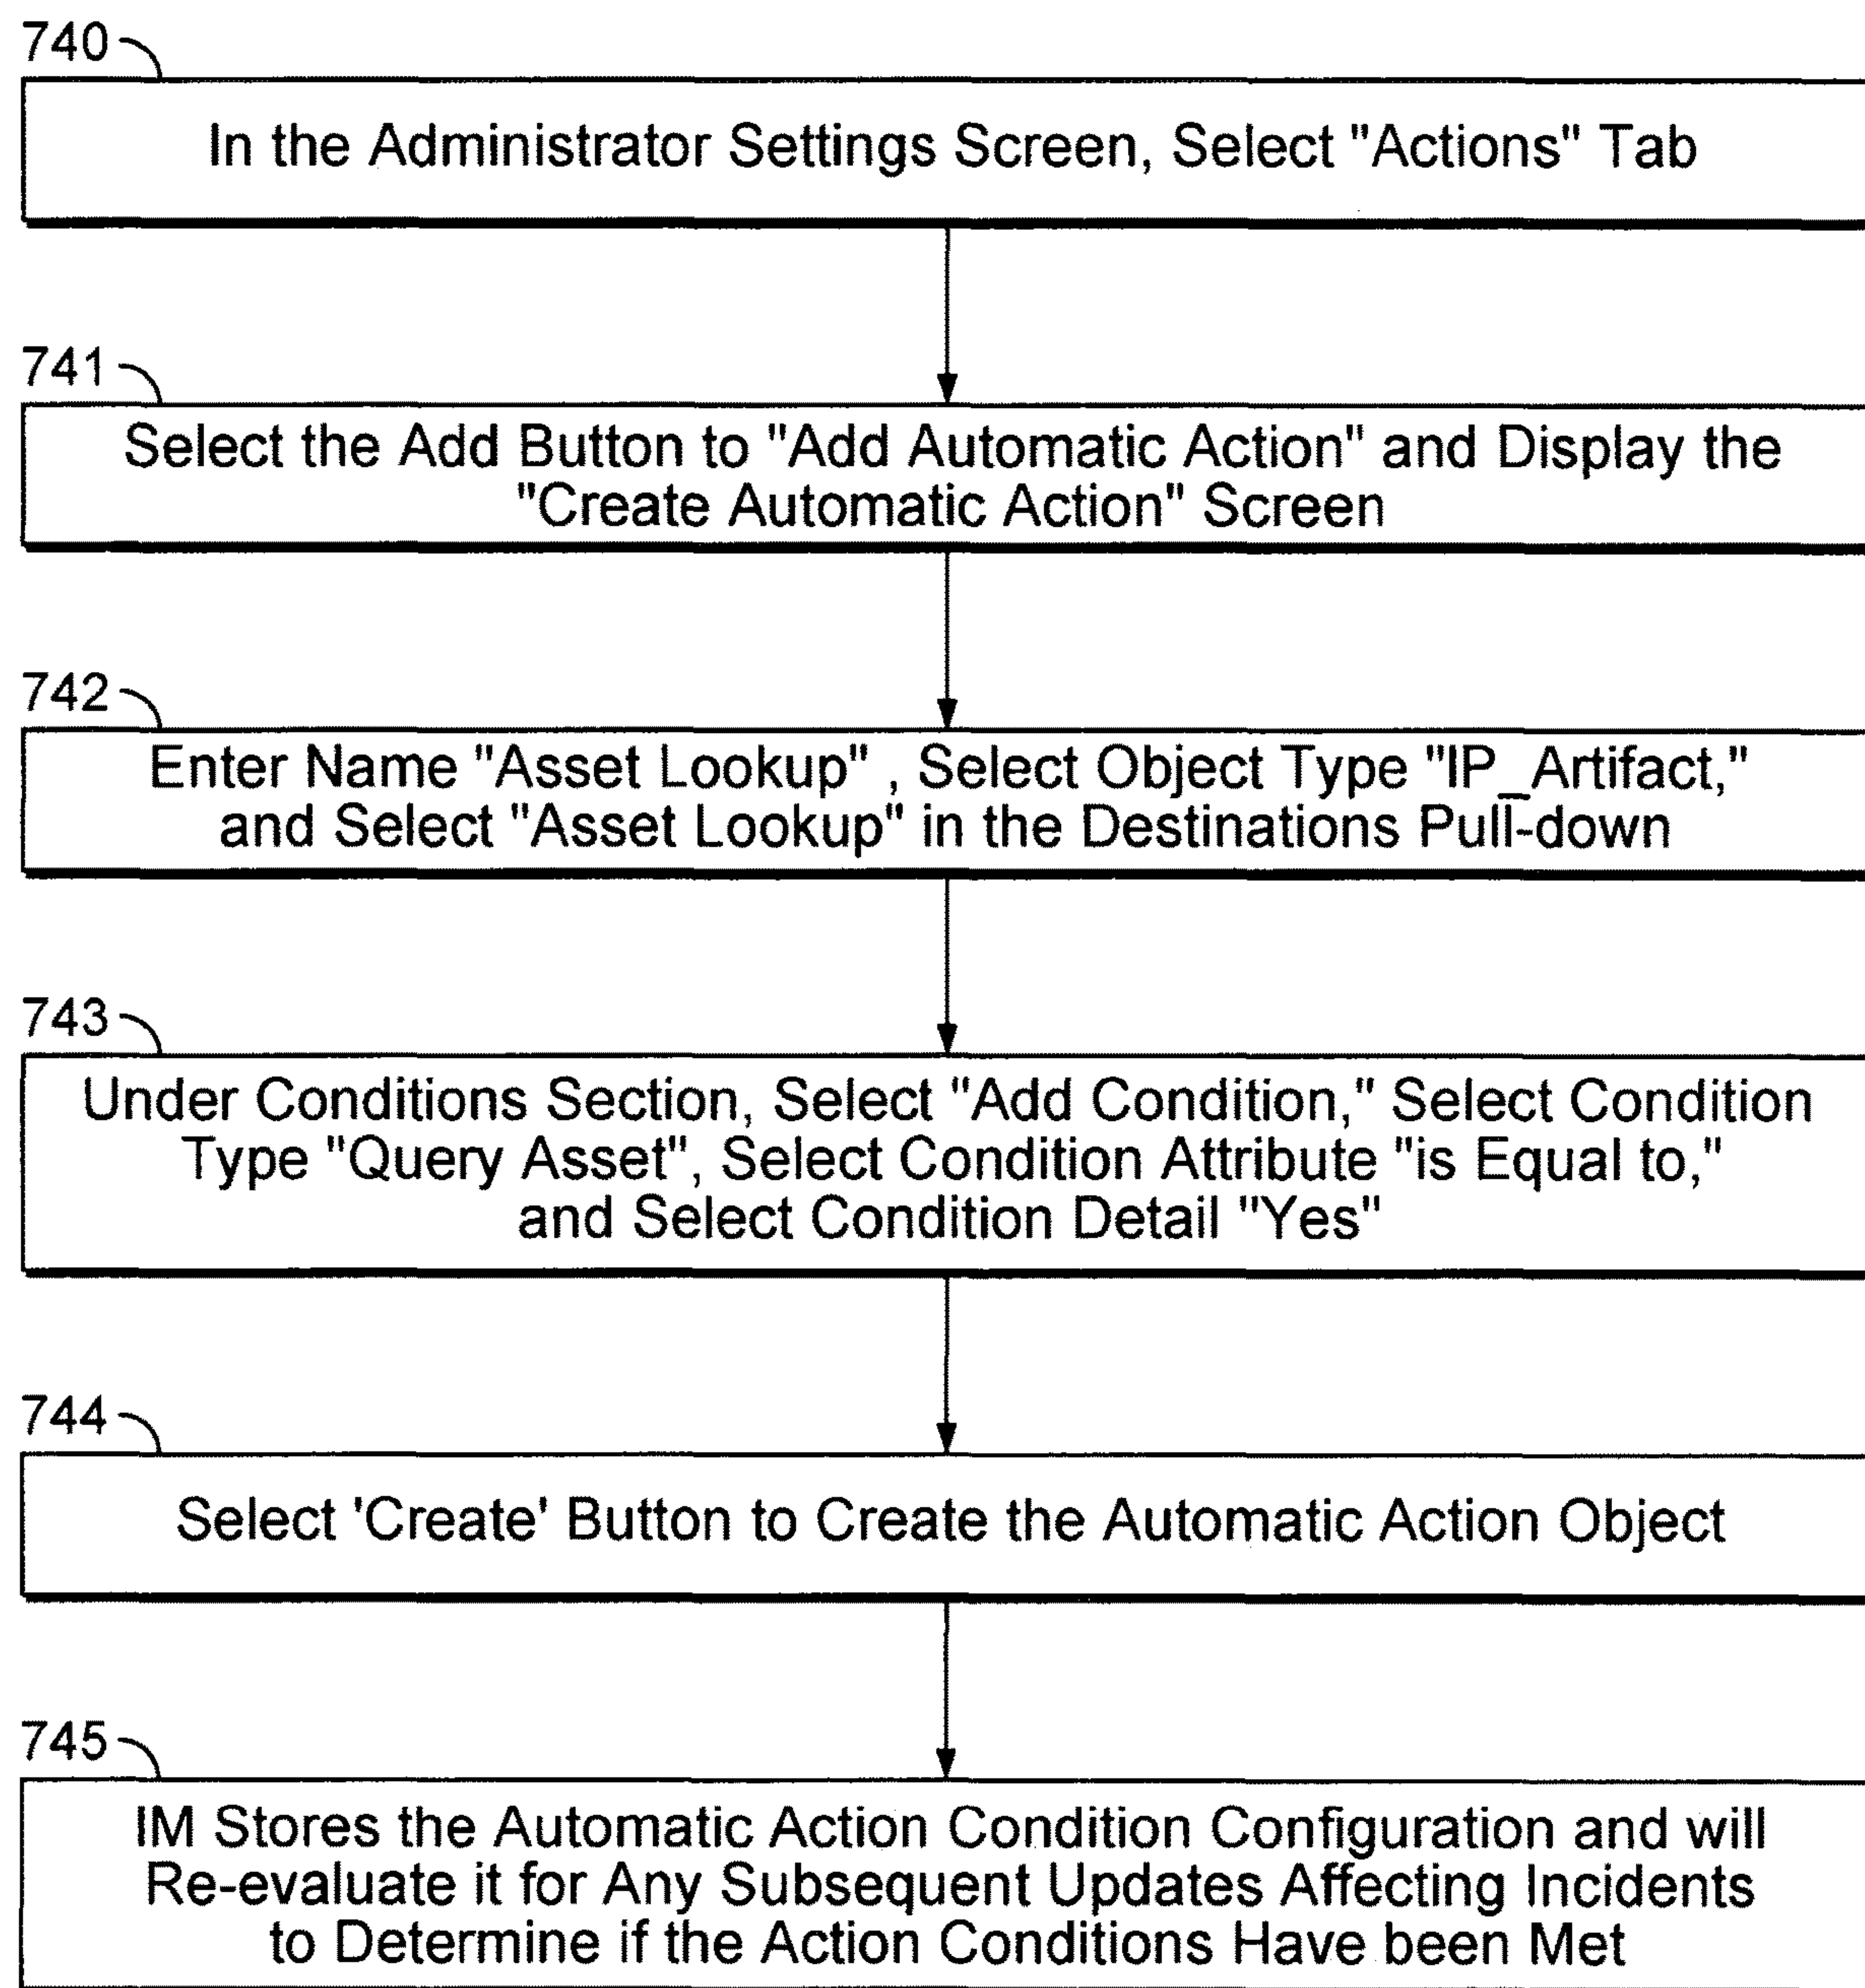 740
In the Administrator Settings Screen, Select "Actions" Tab
741
Select the Add Button to "Add Automatic Action" and Display the
"Create Automatic Action" Screen
742
Enter Name "Asset Lookup" , Select Object Type "IP_Artifact,"
and Select "Asset Lookup" in the Destinations Pull-down
743
Under Conditions Section, Select "Add Condition," Select Condition
Type "Query Asset", Select Condition Attribute "is Equal to,"
and Select Condition Detail "Yes"
744
Select 'Create' Button to Create the Automatic Action Object
745
IM Stores the Automatic Action Condition Configuration and will
Re-evaluate it for Any Subsequent Updates Affecting Incidents
to Determine if the Action Conditions Have been Met